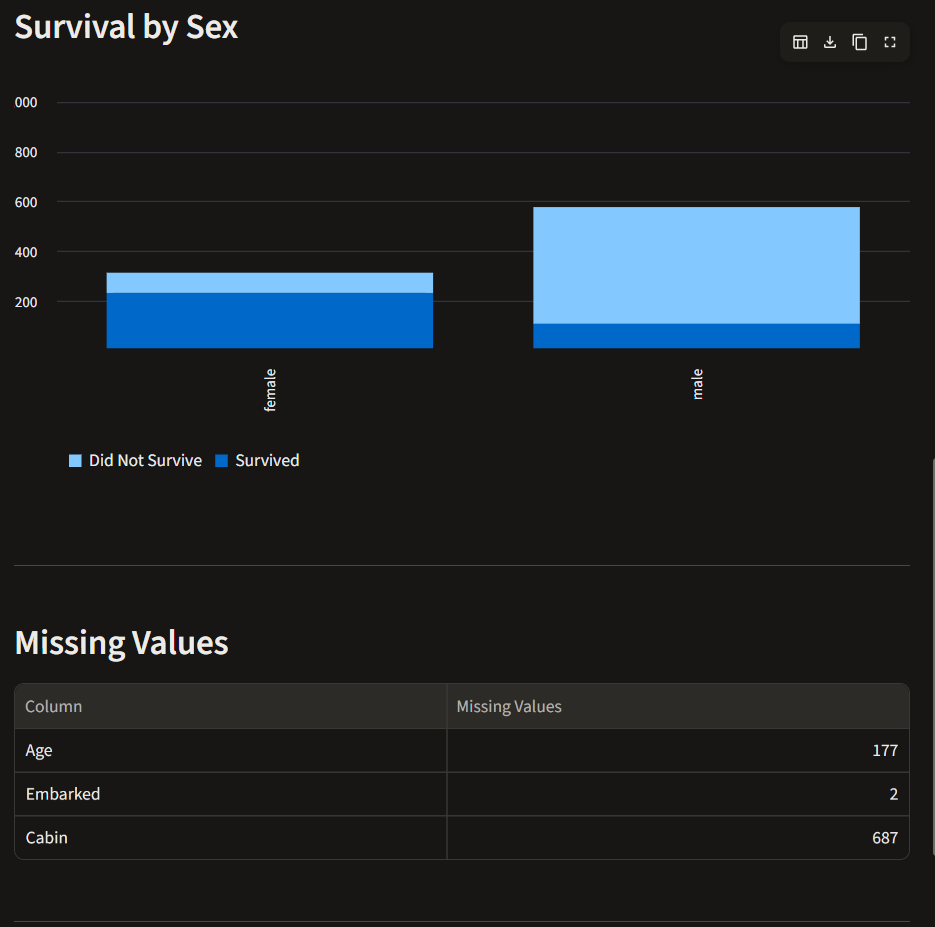 Survival by Sex
000
800
600
400
200
female
male
Did Not Survive Survived
Missing Values
Column Missing Values
Age 177
Embarked 2
Cabin 687